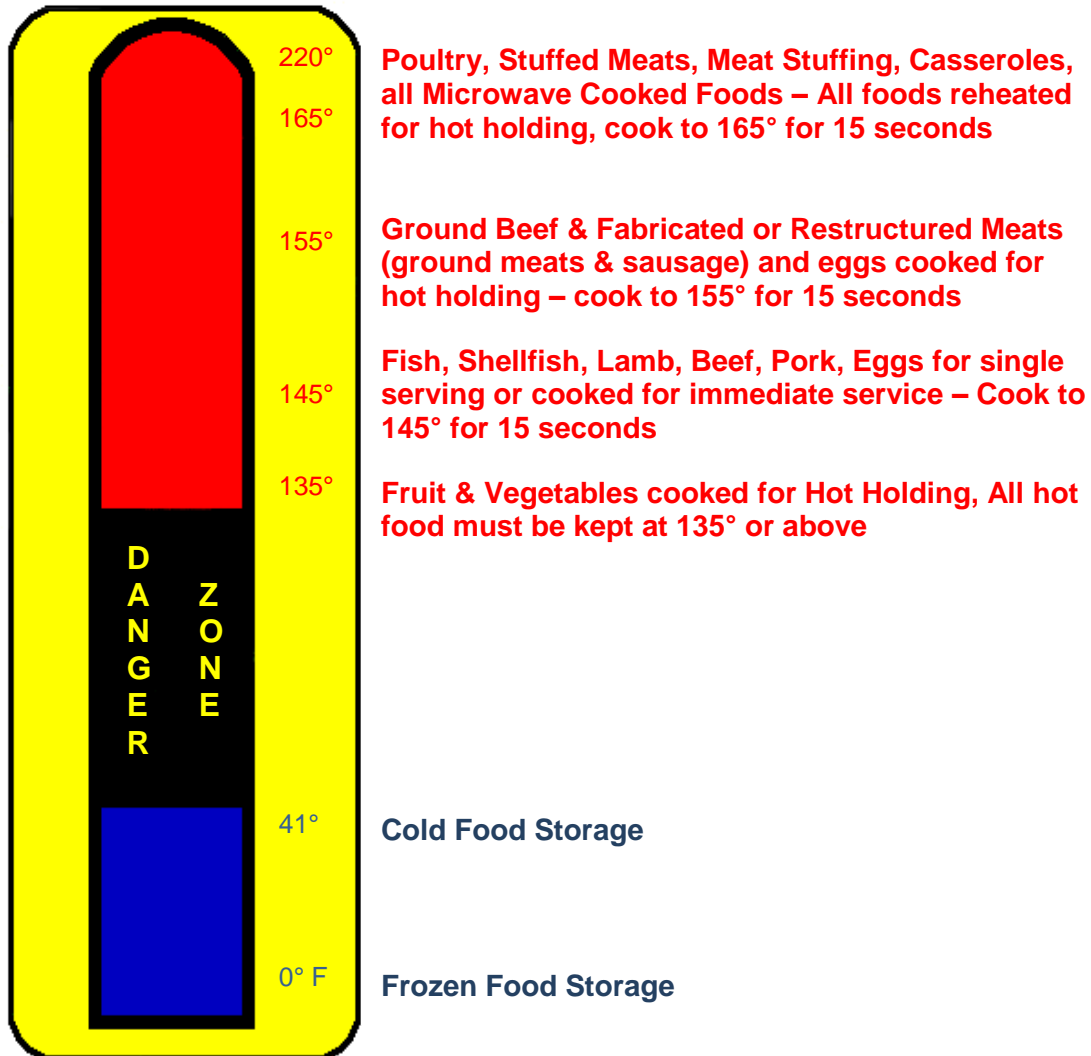 220°
Poultry, Stuffed Meats, Meat Stuffing, Casseroles,
all Microwave Cooked Foods – All foods reheated
165°
for hot holding, cook to 165° for 15 seconds
Ground Beef & Fabricated or Restructured Meats
155°
(ground meats & sausage) and eggs cooked for
hot holding – cook to 155° for 15 seconds
Fish, Shellfish, Lamb, Beef, Pork, Eggs for single
145°
serving or cooked for immediate service – Cook to
145° for 15 seconds
135°
Fruit & Vegetables cooked for Hot Holding, All hot
food must be kept at 135° or above
DANGER
ZONE
41°
Cold Food Storage
0° F
Frozen Food Storage